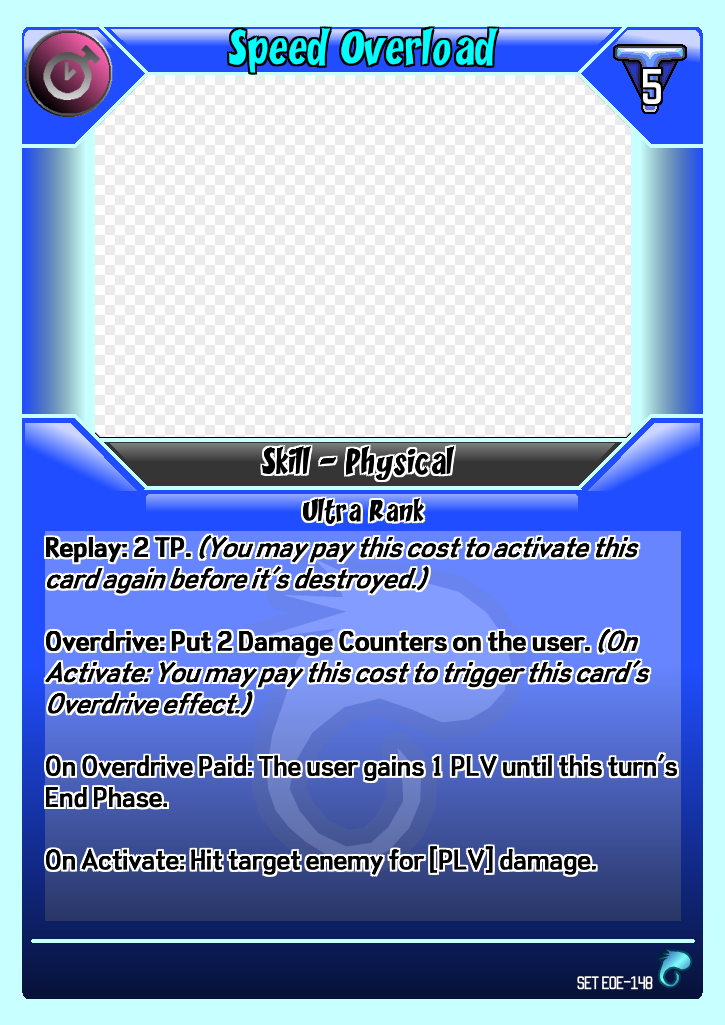 Speed Overload
5
Skill - Physical
Ultra Rank
Replay: 2 TP. (You may pay this cost to activate this
card again before it's destroyed.)
Overdrive: Put 2 Damage Counters on the user. (On
Activate: You may pay this cost to trigger this card's
Overdrive effect.)
On Overdrive Paid: The user gains 1 PLV until this turn's
End Phase.
On Activate: Hit target enemy for [PLV] damage.
SET EOE-148